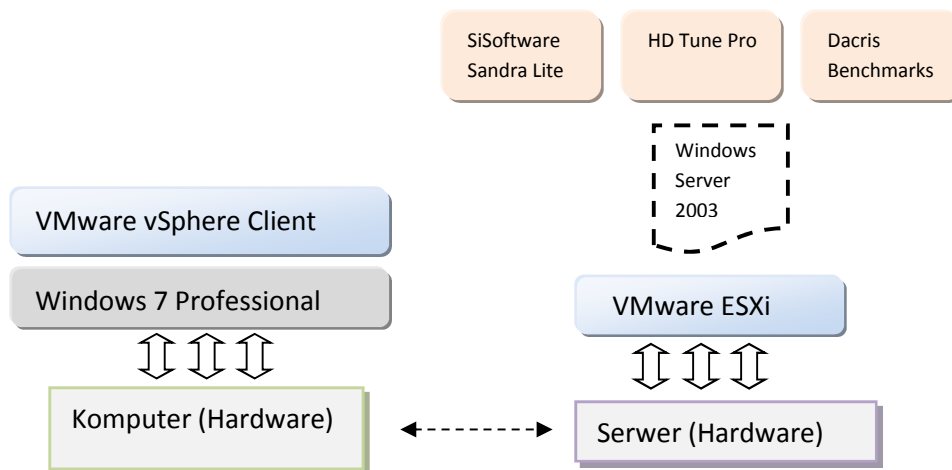 SiSoftware
Sandra Lite
HD Tune Pro
Dacris
Benchmarks
Windows
Server
2003
VMware vSphere Client
Windows 7 Professional
VMware ESXi
Komputer (Hardware)
Serwer (Hardware)